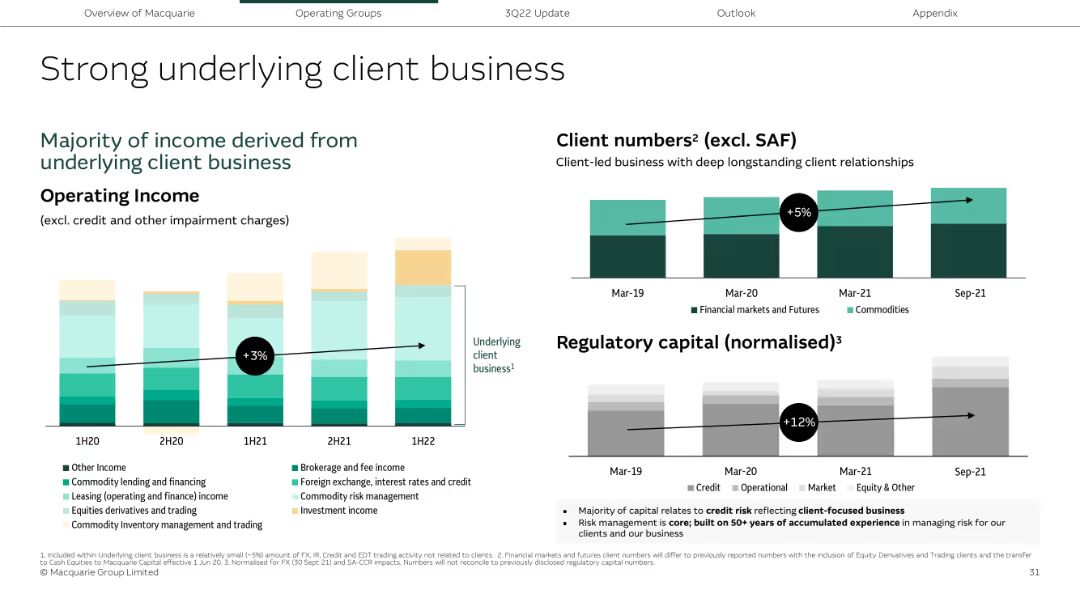 Overview of Macquarie
Operating Groups
3Q22 Update
Outlook
Appendix
Strong underlying client business
Majority of income derived from
underlying client business
Operating Income
(excl. credit and other impairment charges)
+3%
Underlying
client
business¹
1H20
2H20
1H21
2H21
1H22
Other Income
Brokerage and fee income
Commodity lending and financing
Foreign exchange, interest rates and credit
Leasing (operating and finance) income
Commodity risk management
Equities derivatives and trading
Investment income
Commodity Inventory management and trading
Client numbers² (excl. SAF)
Client-led business with deep longstanding client relationships
+5%
Mar-19
Mar-20
Mar-21
Sep-21
Financial markets and Futures
Commodities
Regulatory capital (normalised)³
+12%
Mar-19
Mar-20
Mar-21
Sep-21
Credit
Operational
Market
Equity & Other
• Majority of capital relates to credit risk reflecting client-focused business
• Risk management is core; built on 50+ years of accumulated experience in managing risk for our
clients and our business
1. Included within Underlying client business is a relatively small (~5%) amount of FX, IR, Credit and EDT trading activity not related to clients. 2. Financial markets and futures client numbers will differ to previously reported numbers with the inclusion of Equity Derivatives and Trading clients and the transfer
to Cash Equities to Macquarie Capital effective 1 Jun 20. 3. Normalised for FX (30 Sept 21) and SA-CCR impacts. Numbers will not reconcile to previously disclosed regulatory capital numbers.
© Macquarie Group Limited
31